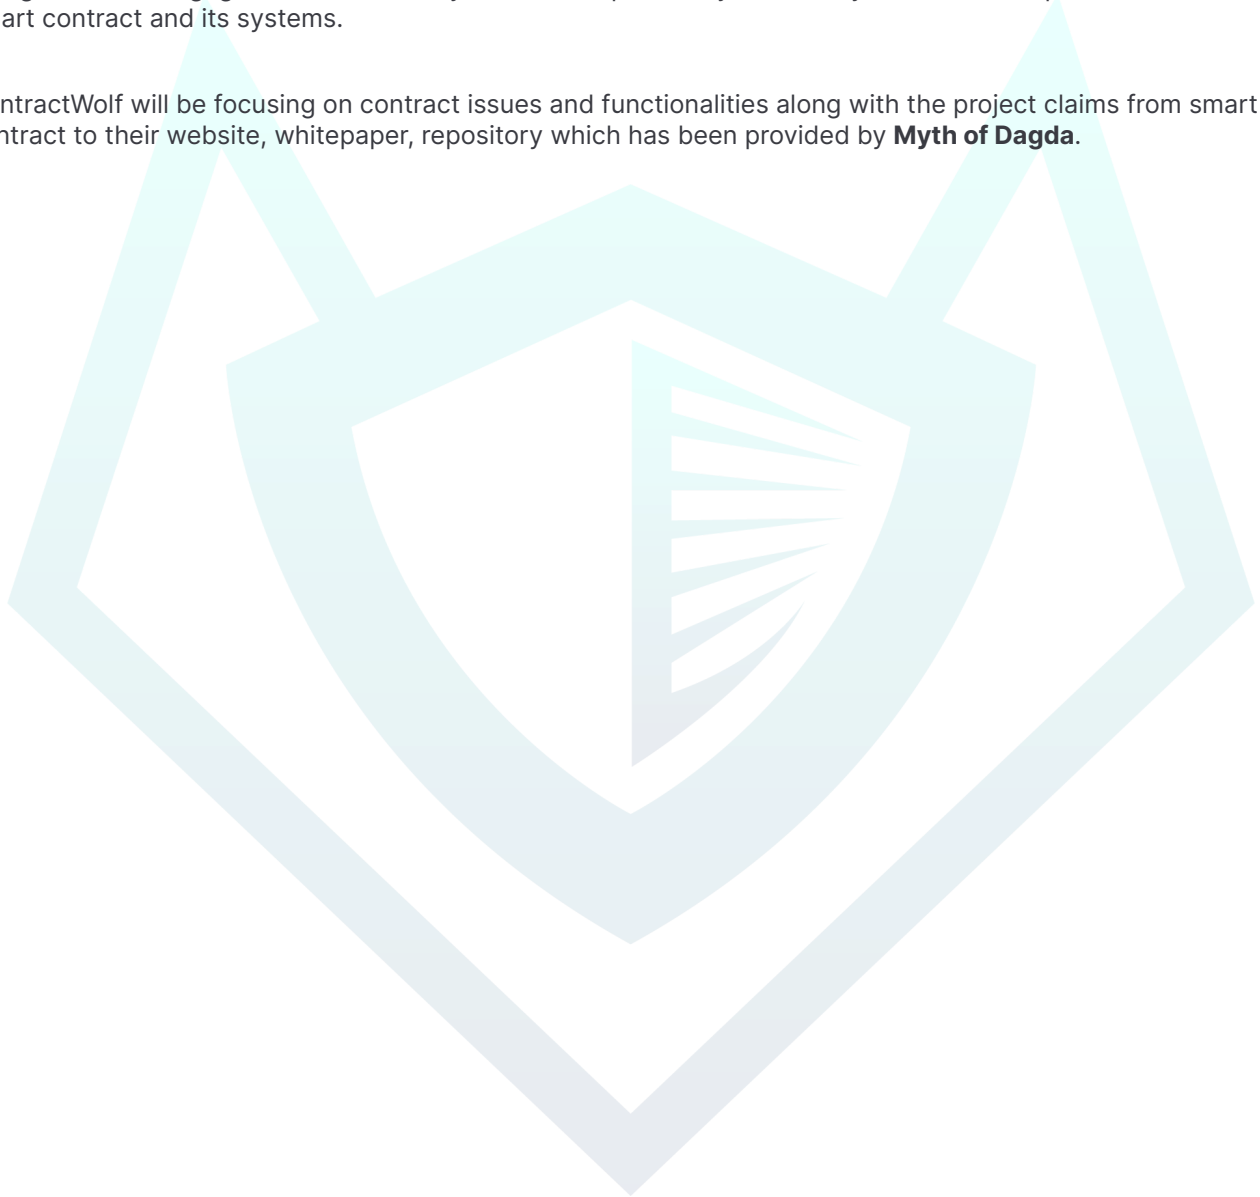 art contract and its systems.
ntractWolf will be focusing on contract issues and functionalities along with the project claims from smart
ntract to their website, whitepaper, repository which has been provided by Myth of Dagda.